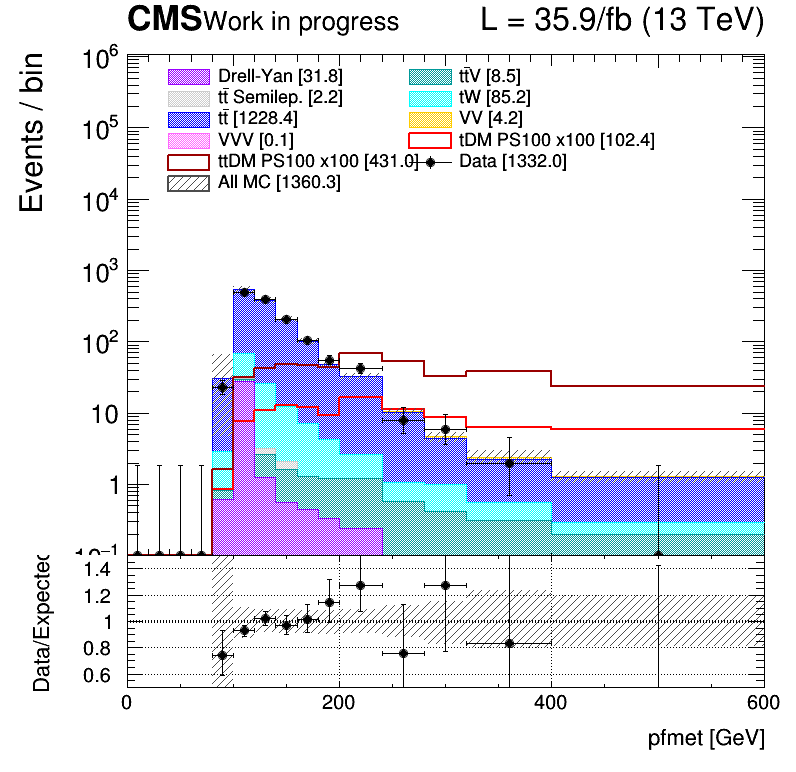 CMS Work in progress L = 35.9/fb (13 TeV)
Events / bin
10⁶
10⁵
10⁴
10³
10²
10
1
10⁻¹
Drell-Yan [31.8]
tt̄ Semilep. [2.2]
tt̄ [1228.4]
VVV [0.1]
ttDM PS100 x100 [431.0]
All MC [1360.3]
tt̄V [8.5]
tW [85.2]
VV [4.2]
tDM PS100 x100 [102.4]
Data [1332.0]
Data/Expected
1.4
1.2
1
0.8
0.6
0 200 400 600
pfmet [GeV]